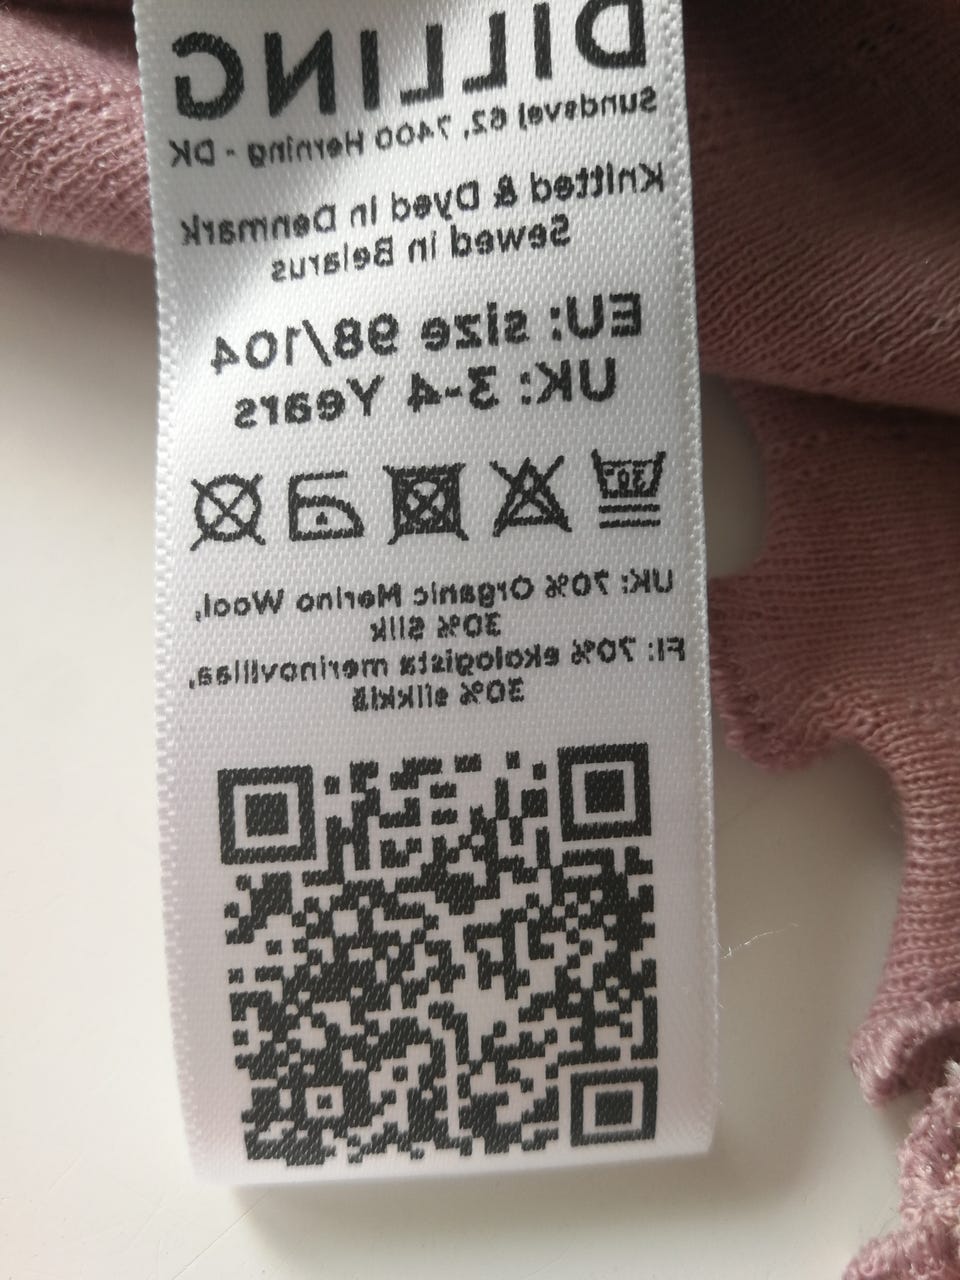 DILLING
Sundsvej 62, 7400 Herning - DK
Knitted & Dyed in Denmark
Sewed in Belarus
EU: size 98/104
UK: 3-4 Years
30°
UK: 70% Organic Merino Wool,
30% Silk
FI: 70% ekologista merinovillaa,
30% silkkiä